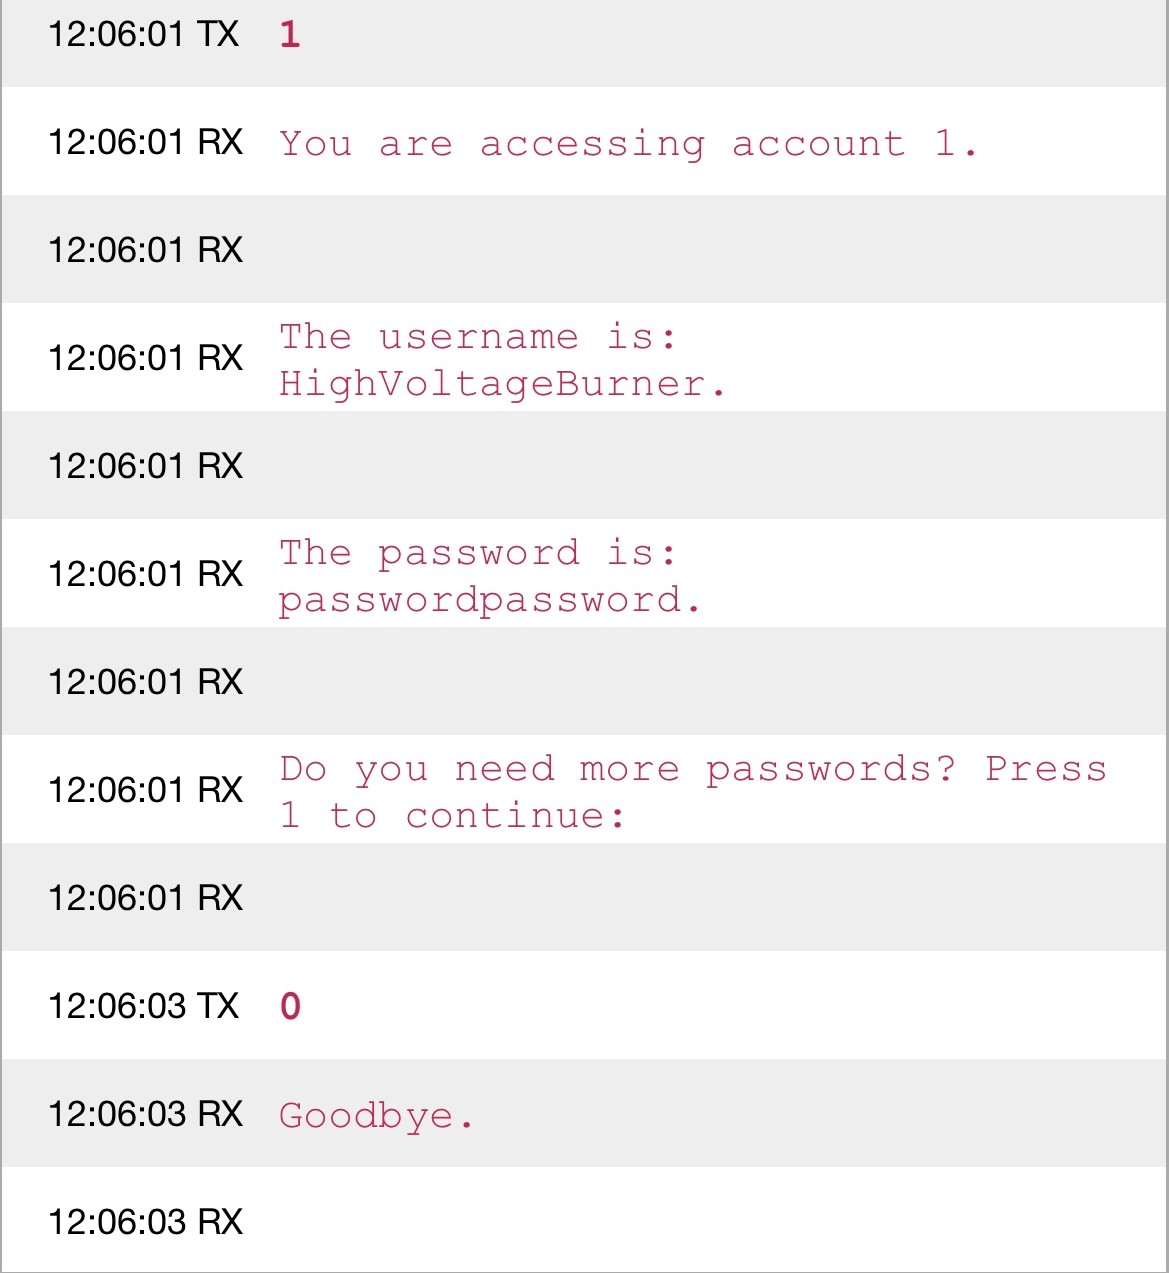 12:06:01 TX 1
12:06:01 RX You are accessing account 1.
12:06:01 RX
12:06:01 RX The username is:
HighVoltageBurner.
12:06:01 RX
12:06:01 RX The password is:
passwordpassword.
12:06:01 RX
12:06:01 RX Do you need more passwords? Press
1 to continue:
12:06:01 RX
12:06:03 TX 0
12:06:03 RX Goodbye.
12:06:03 RX